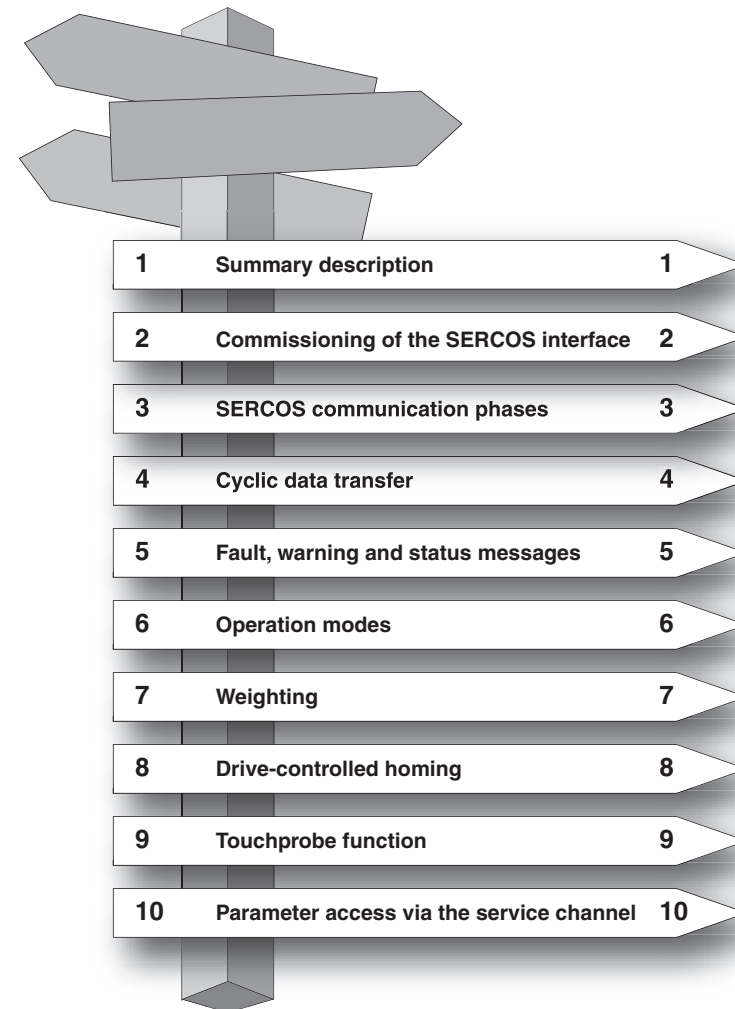 1 Summary description 1
2 Commissioning of the SERCOS interface 2
3 SERCOS communication phases 3
4 Cyclic data transfer 4
5 Fault, warning and status messages 5
6 Operation modes 6
7 Weighting 7
8 Drive-controlled homing 8
9 Touchprobe function 9
10 Parameter access via the service channel 10